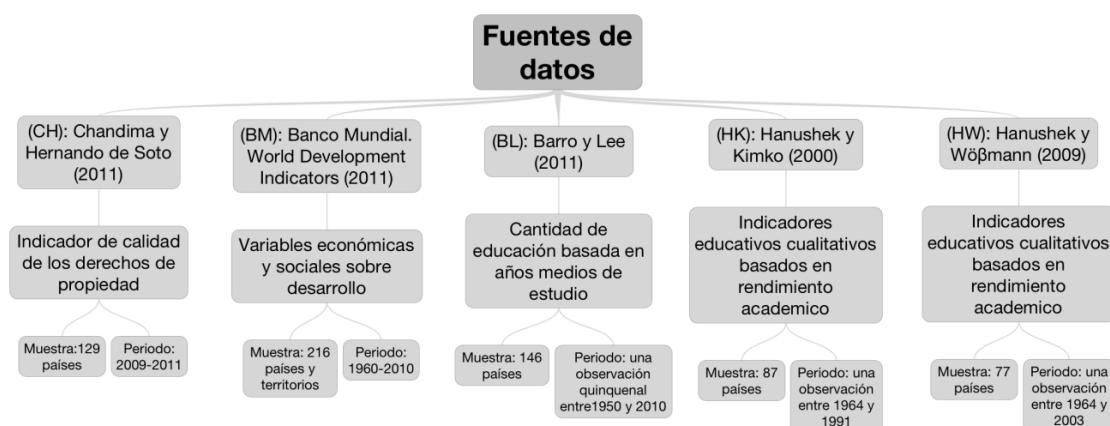 Fuentes de
datos
(CH): Chandima y
Hernando de Soto
(2011)
Indicador de calidad
de los derechos de
propiedad
Muestra:129
países
Periodo:
2009-2011
(BM): Banco Mundial.
World Development
Indicators (2011)
Variables económicas
y sociales sobre
desarrollo
Muestra: 216
países y
territorios
Periodo:
1960-2010
(BL): Barro y Lee
(2011)
Cantidad de
educación basada en
años medios de
estudio
Muestra: 146
países
Periodo: una
observación
quinquenal
entre1950 y 2010
(HK): Hanushek y
Kimko (2000)
Indicadores
educativos cualitativos
basados en
rendimiento
academico
Muestra: 87
países
Periodo: una
observación
entre 1964 y
1991
(HW): Hanushek y
Wöβmann (2009)
Indicadores
educativos cualitativos
basados en
rendimiento
academico
Muestra: 77
países
Periodo: una
observación
entre 1964 y
2003